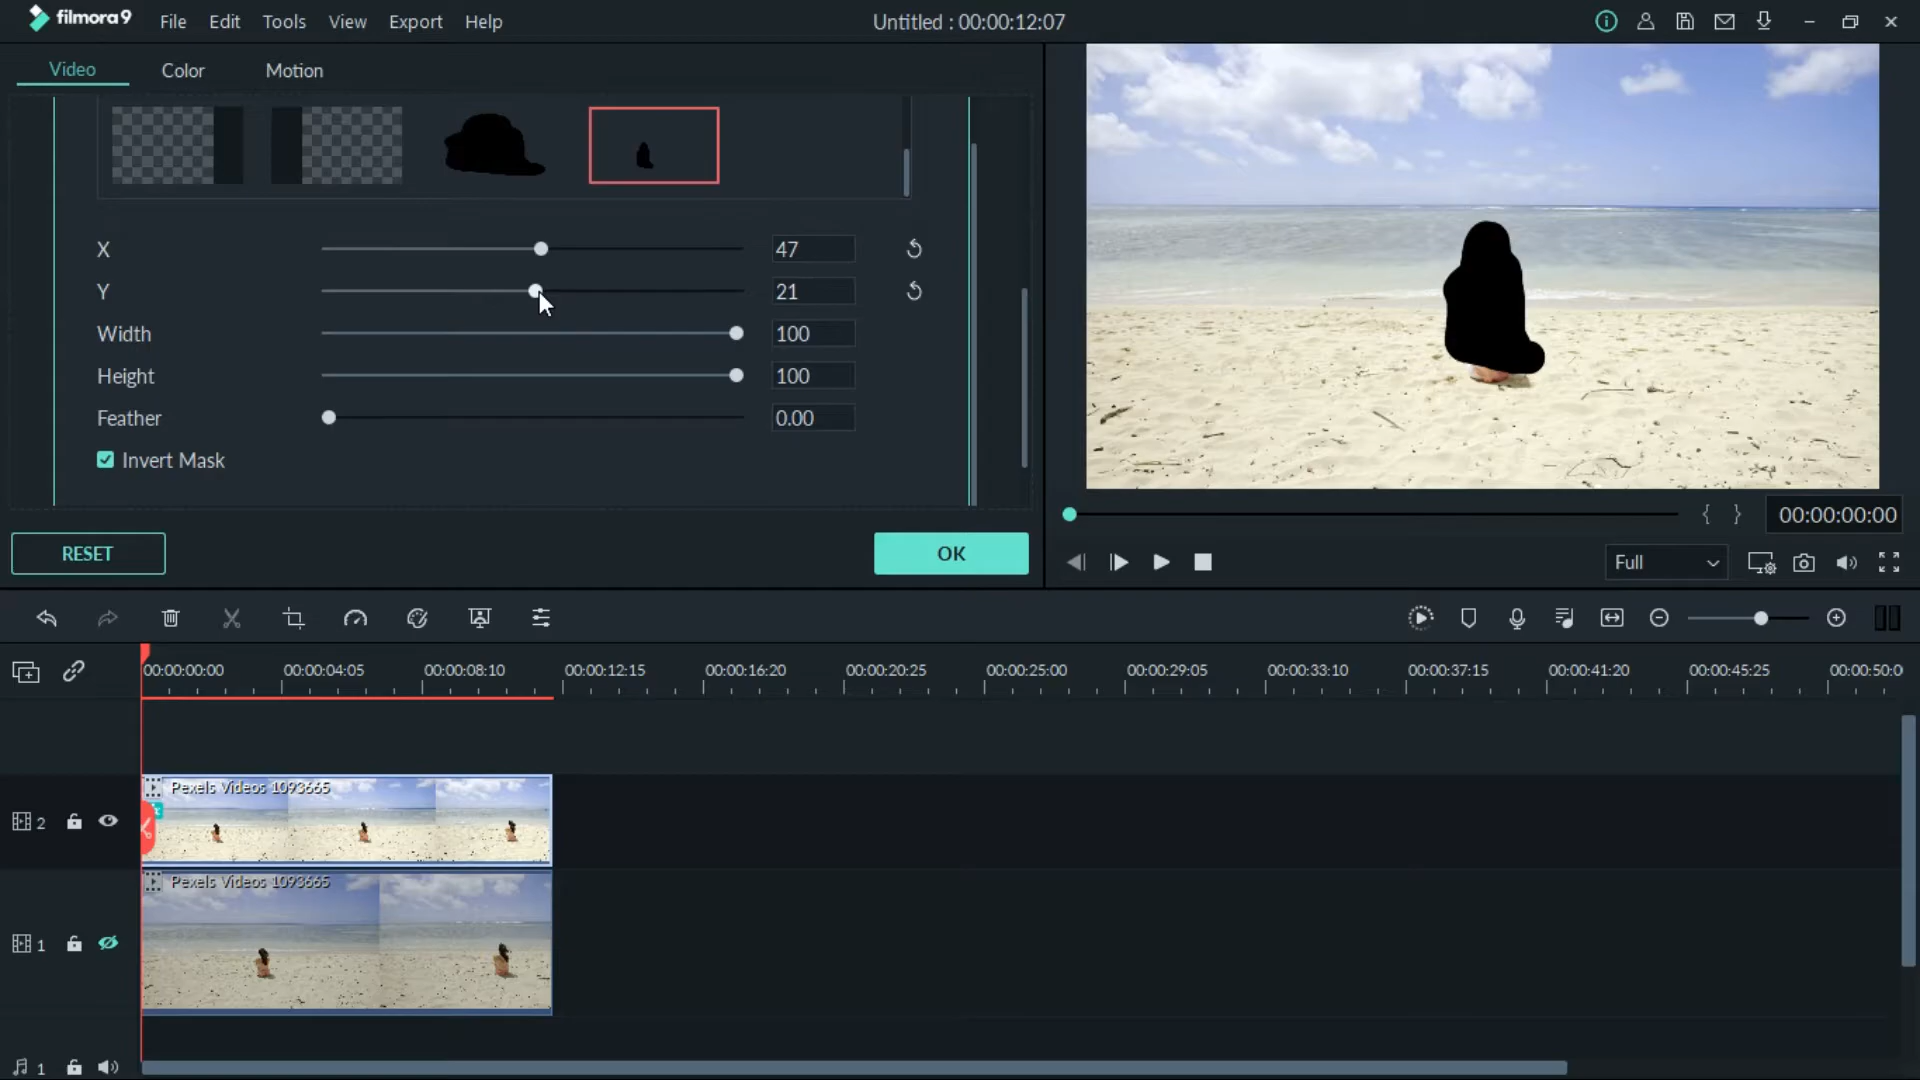 filmora9 File Edit Tools View Export Help Untitled : 00:00:12:07
Video Color Motion
X 47
Y 21
Width 100
Height 100
Feather 0.00
Invert Mask
RESET OK
{ } 00:00:00:00
Full
00:00:00:00 00:00:04:05 00:00:08:10 00:00:12:15 00:00:16:20 00:00:20:25 00:00:25:00 00:00:29:05 00:00:33:10 00:00:37:15 00:00:41:20 00:00:45:25 00:00:50:0
Pexels Videos 1093665
2
Pexels Videos 1093665
1
1